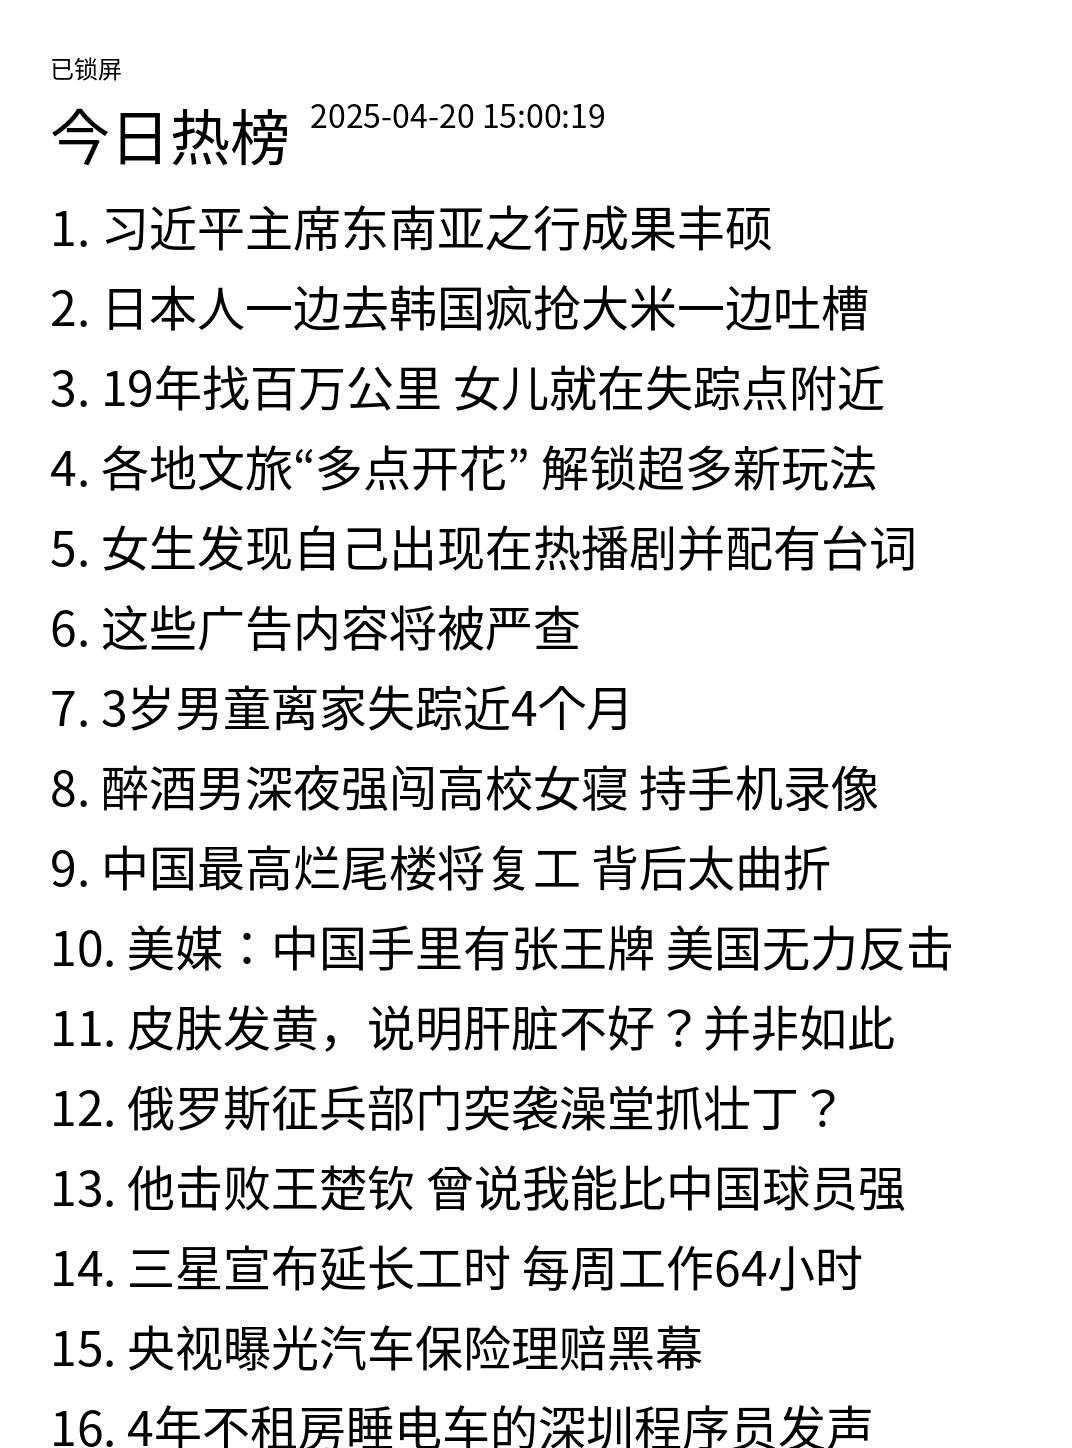 已锁屏
今日热榜 2025-04-20 15:00:19
1. 习近平主席东南亚之行成果丰硕
2. 日本人一边去韩国疯抢大米一边吐槽
3. 19年找百万公里 女儿就在失踪点附近
4. 各地文旅“多点开花” 解锁超多新玩法
5. 女生发现自己出现在热播剧并配有台词
6. 这些广告内容将被严查
7. 3岁男童离家失踪近4个月
8. 醉酒男深夜强闯高校女寝 持手机录像
9. 中国最高烂尾楼将复工 背后太曲折
10. 美媒：中国手里有张王牌 美国无力反击
11. 皮肤发黄，说明肝脏不好？并非如此
12. 俄罗斯征兵部门突袭澡堂抓壮丁？
13. 他击败王楚钦 曾说我能比中国球员强
14. 三星宣布延长工时 每周工作64小时
15. 央视曝光汽车保险理赔黑幕
16. 4年不租房睡电车的深圳程序员发声